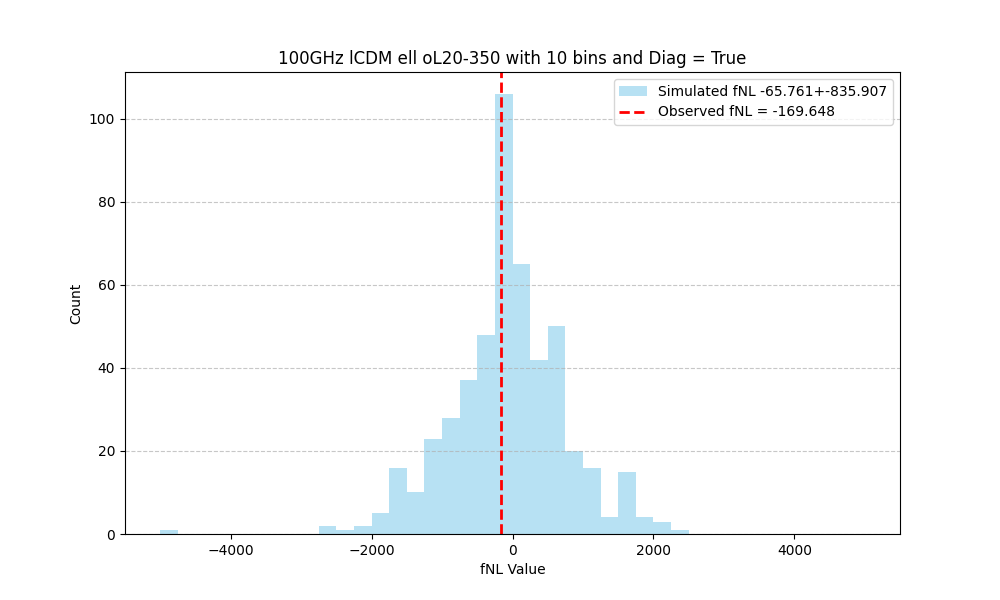 100GHz lCDM ell oL20-350 with 10 bins and Diag = True
Simulated fNL -65.761+-835.907
Observed fNL = -169.648
100
80
60
40
20
0
Count
−4000
−2000
0
2000
4000
fNL Value